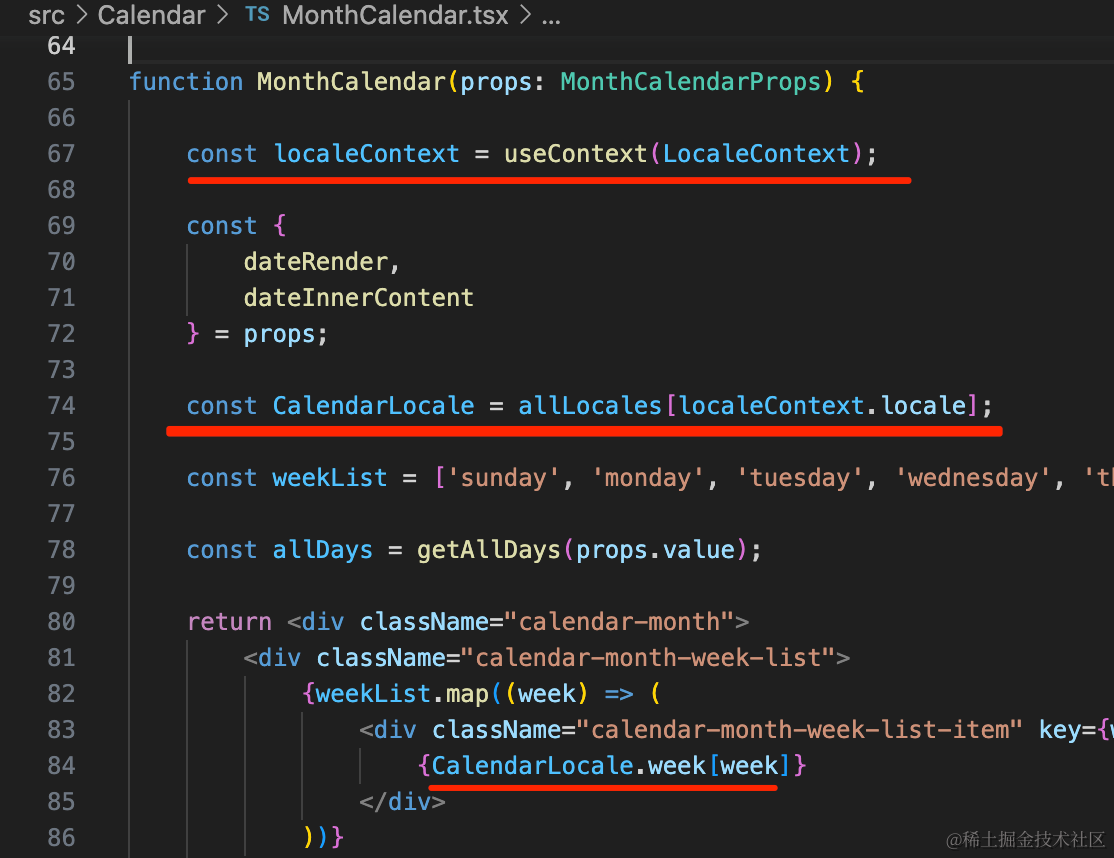 src > Calendar > TS MonthCalendar.tsx > ...
64
65 function MonthCalendar(props: MonthCalendarProps) {
66
67     const localeContext = useContext(LocaleContext);
68
69     const {
70         dateRender,
71         dateInnerContent
72     } = props;
73
74     const CalendarLocale = allLocales[localeContext.locale];
75
76     const weekList = ['sunday', 'monday', 'tuesday', 'wednesday',
77
78     const allDays = getAllDays(props.value);
79
80     return <div className="calendar-month">
81         <div className="calendar-month-week-list">
82             {weekList.map((week) => (
83                 <div className="calendar-month-week-list-item" key={
84                     {CalendarLocale.week[week]}
85                 </div>
86             ))}
@稀土掘金技术社区